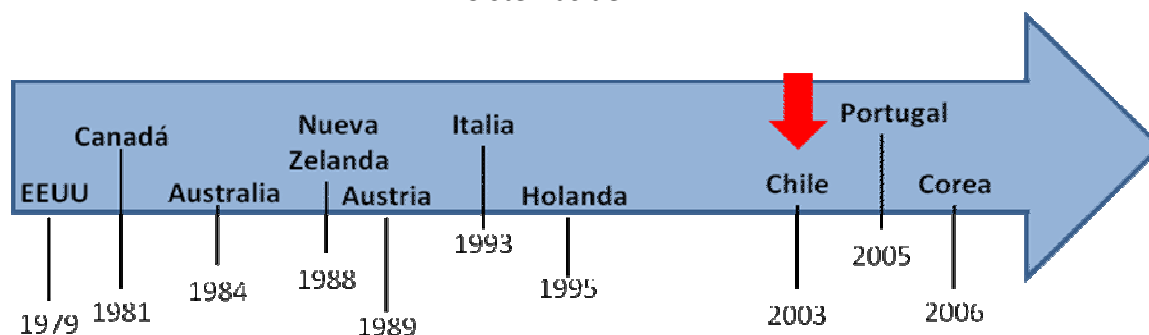 EEUU
1979
Canadá
1981
Australia
1984
Nueva
Zelanda
1988
Austria
1989
Italia
1993
Holanda
1995
Chile
2003
Portugal
2005
Corea
2006